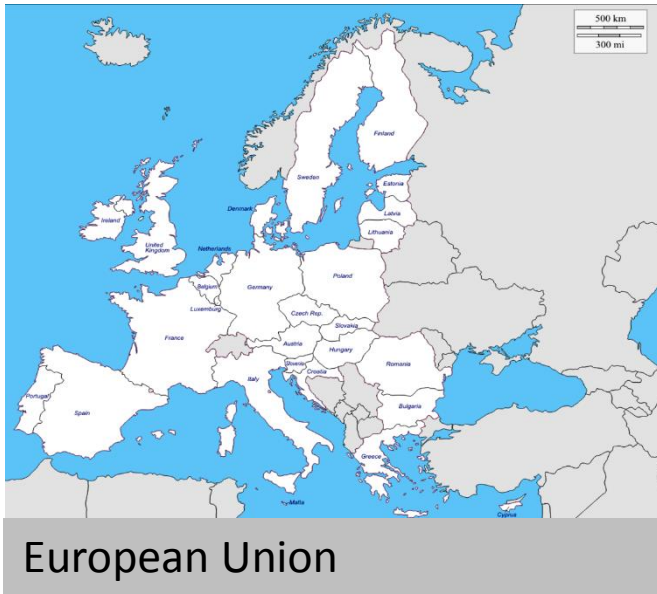 500 km
300 mi
Finland
Sweden
Estonia
Latvia
Lithuania
Denmark
Ireland
United
Kingdom
Netherlands
Belgium
Germany
Poland
Luxemburg
Czech Rep.
Slovakia
France
Austria
Hungary
Slovenia
Croatia
Romania
Italy
Bulgaria
Portugal
Spain
Greece
Malta
Cyprus
European Union